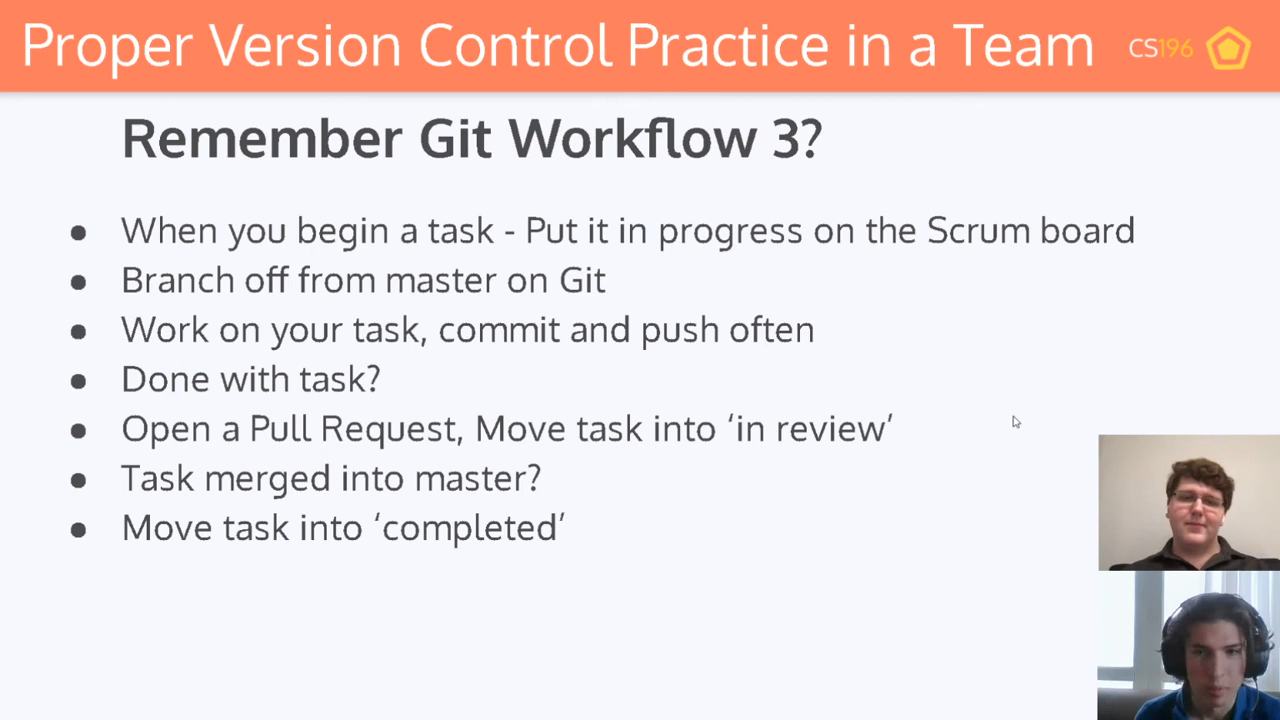 Proper Version Control Practice in a Team
CS196
Remember Git Workflow 3?
● When you begin a task - Put it in progress on the Scrum board
● Branch off from master on Git
● Work on your task, commit and push often
● Done with task?
● Open a Pull Request, Move task into ‘in review’
● Task merged into master?
● Move task into ‘completed’